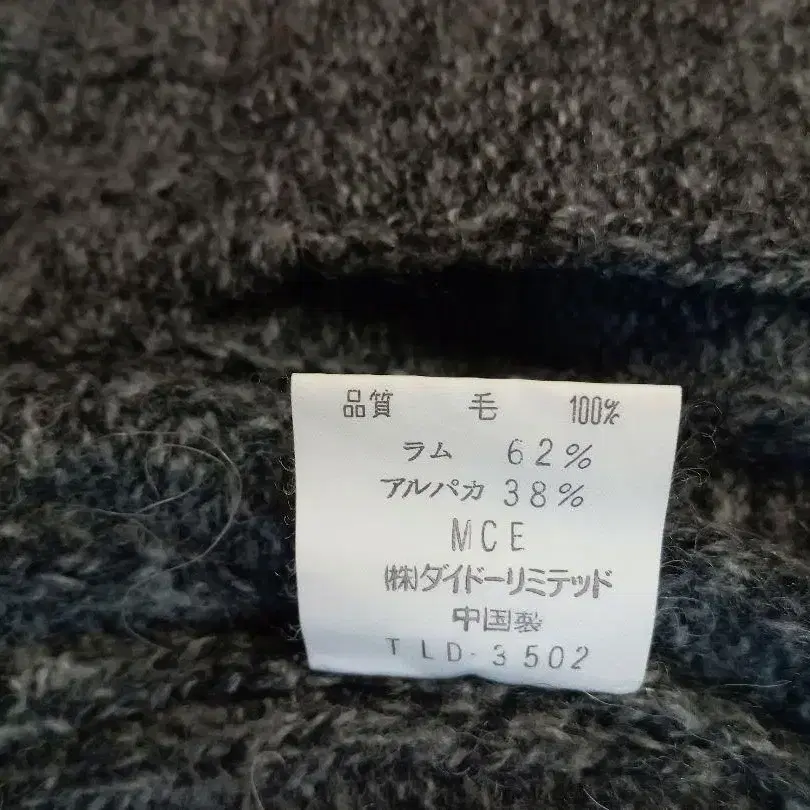 品質 毛 100%
ラム 62%
アルパカ 38%
MCE
㈱ダイドーリミテッド
中国製
TLD-3502